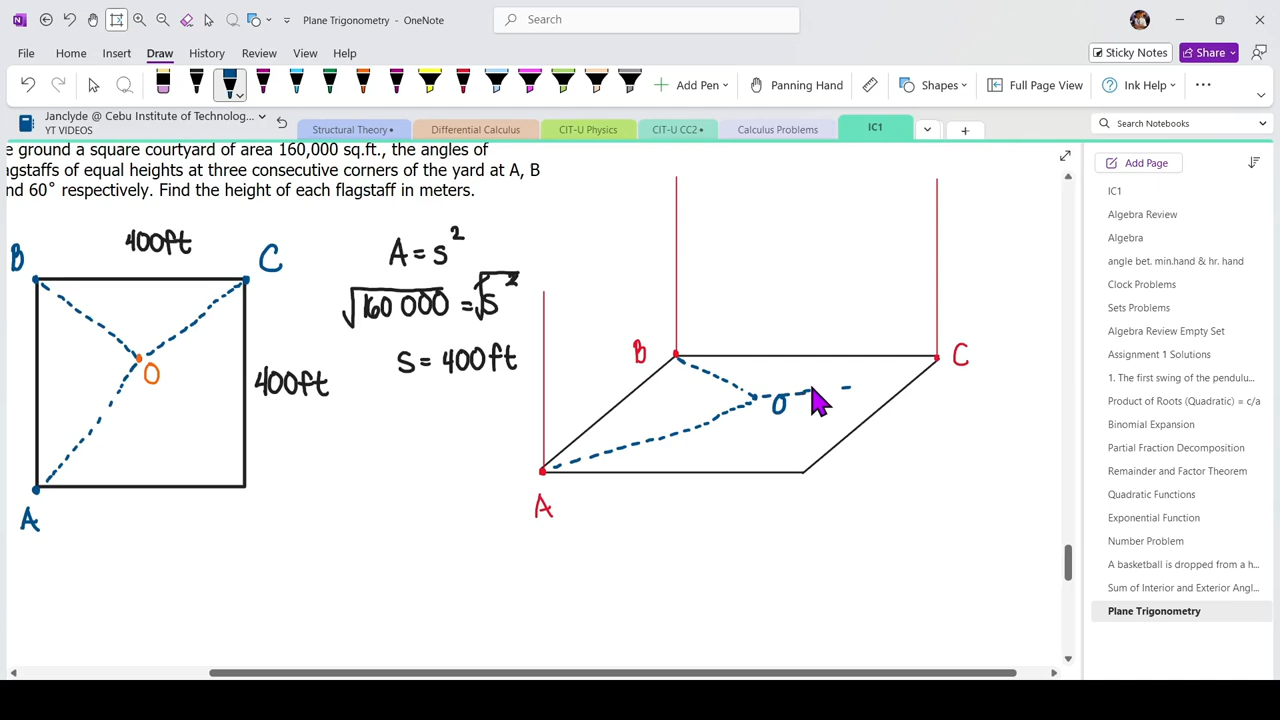 Plane Trigonometry - OneNote
Search
File Home Insert Draw History Review View Help
Sticky Notes
Share
Add Pen
Panning Hand
Shapes
Full Page View
Ink Help
Janclyde @ Cebu Institute of Technolog...
YT VIDEOS
Structural Theory
Differential Calculus
CIT-U Physics
CIT-U CC2
Calculus Problems
IC1
Search Notebooks
Add Page
e ground a square courtyard of area 160,000 sq.ft., the angles of
agstaffs of equal heights at three consecutive corners of the yard at A, B
nd 60° respectively. Find the height of each flagstaff in meters.
400ft
B
C
O
400ft
A
A = s²
√160 000 = √s²
s = 400ft
B
C
O
A
IC1
Algebra Review
Algebra
angle bet. min.hand & hr. hand
Clock Problems
Sets Problems
Algebra Review Empty Set
Assignment 1 Solutions
1. The first swing of the pendulu...
Product of Roots (Quadratic) = c/a
Binomial Expansion
Partial Fraction Decomposition
Remainder and Factor Theorem
Quadratic Functions
Exponential Function
Number Problem
A basketball is dropped from a h...
Sum of Interior and Exterior Angl...
Plane Trigonometry